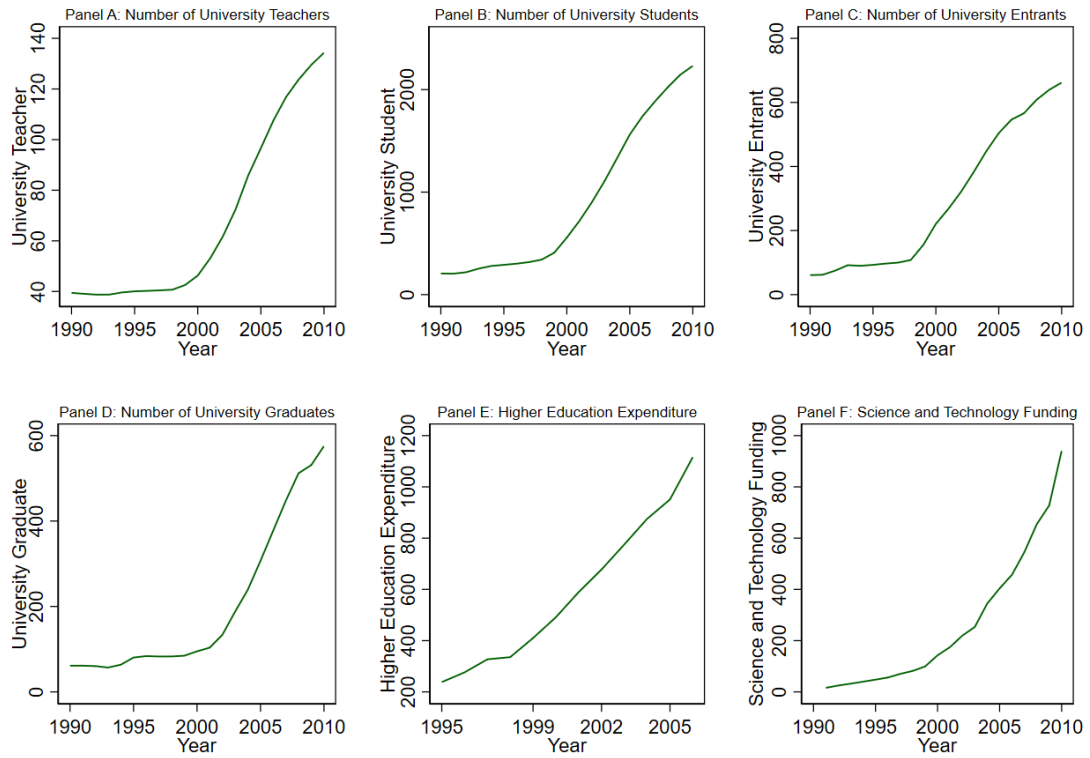 Panel A: Number of University Teachers
University Teacher
140
120
100
80
60
40
1990 1995 2000 2005 2010
Year
Panel B: Number of University Students
University Student
2000
1000
0
1990 1995 2000 2005 2010
Year
Panel C: Number of University Entrants
University Entrant
800
600
400
200
0
1990 1995 2000 2005 2010
Year
Panel D: Number of University Graduates
University Graduate
600
400
200
0
1990 1995 2000 2005 2010
Year
Panel E: Higher Education Expenditure
Higher Education Expenditure
1200
1000
800
600
400
200
1995 1999 2002 2005
Year
Panel F: Science and Technology Funding
Science and Technology Funding
1000
800
600
400
200
0
1990 1995 2000 2005 2010
Year